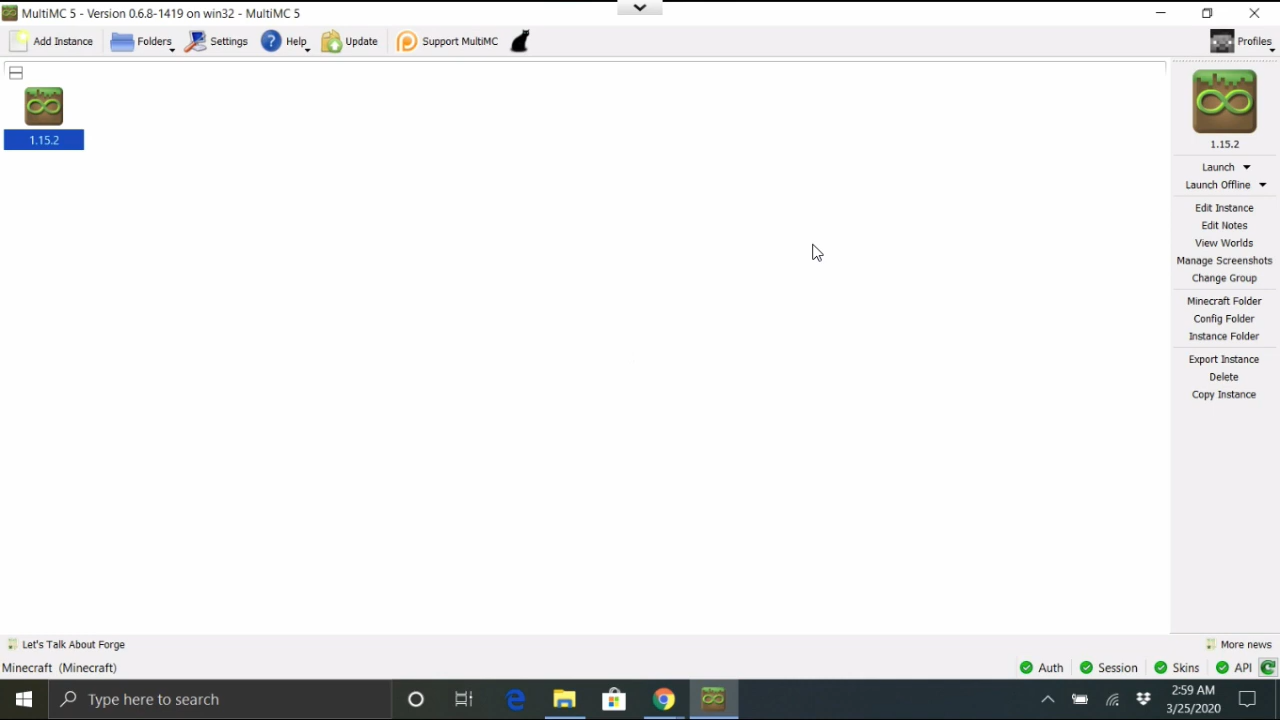 MultiMC 5 - Version 0.6.8-1419 on win32 - MultiMC 5
Add Instance Folders Settings Help Update Support MultiMC Profiles
1.15.2
1.15.2
Launch
Launch Offline
Edit Instance
Edit Notes
View Worlds
Manage Screenshots
Change Group
Minecraft Folder
Config Folder
Instance Folder
Export Instance
Delete
Copy Instance
Let's Talk About Forge More news
Minecraft (Minecraft) Auth Session Skins API
Type here to search
2:59 AM
3/25/2020